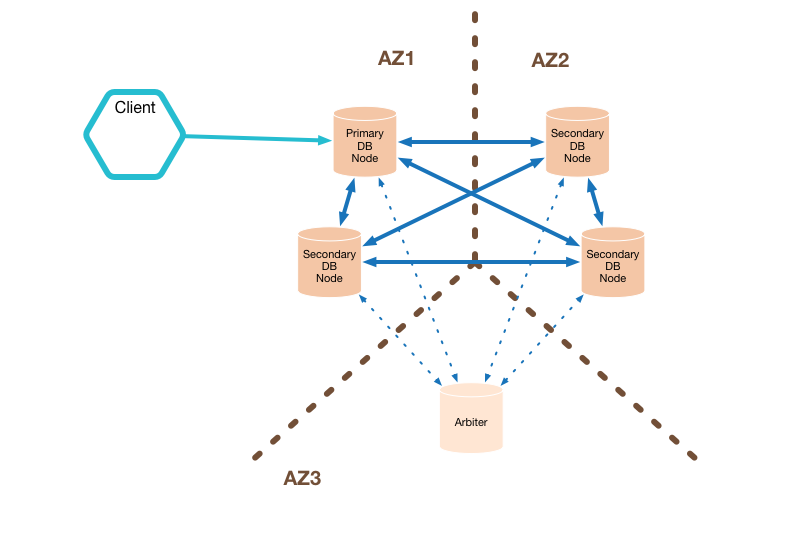 AZ1
AZ2
Client
Primary
DB
Node
Secondary
DB
Node
Secondary
DB
Node
Secondary
DB
Node
Arbiter
AZ3